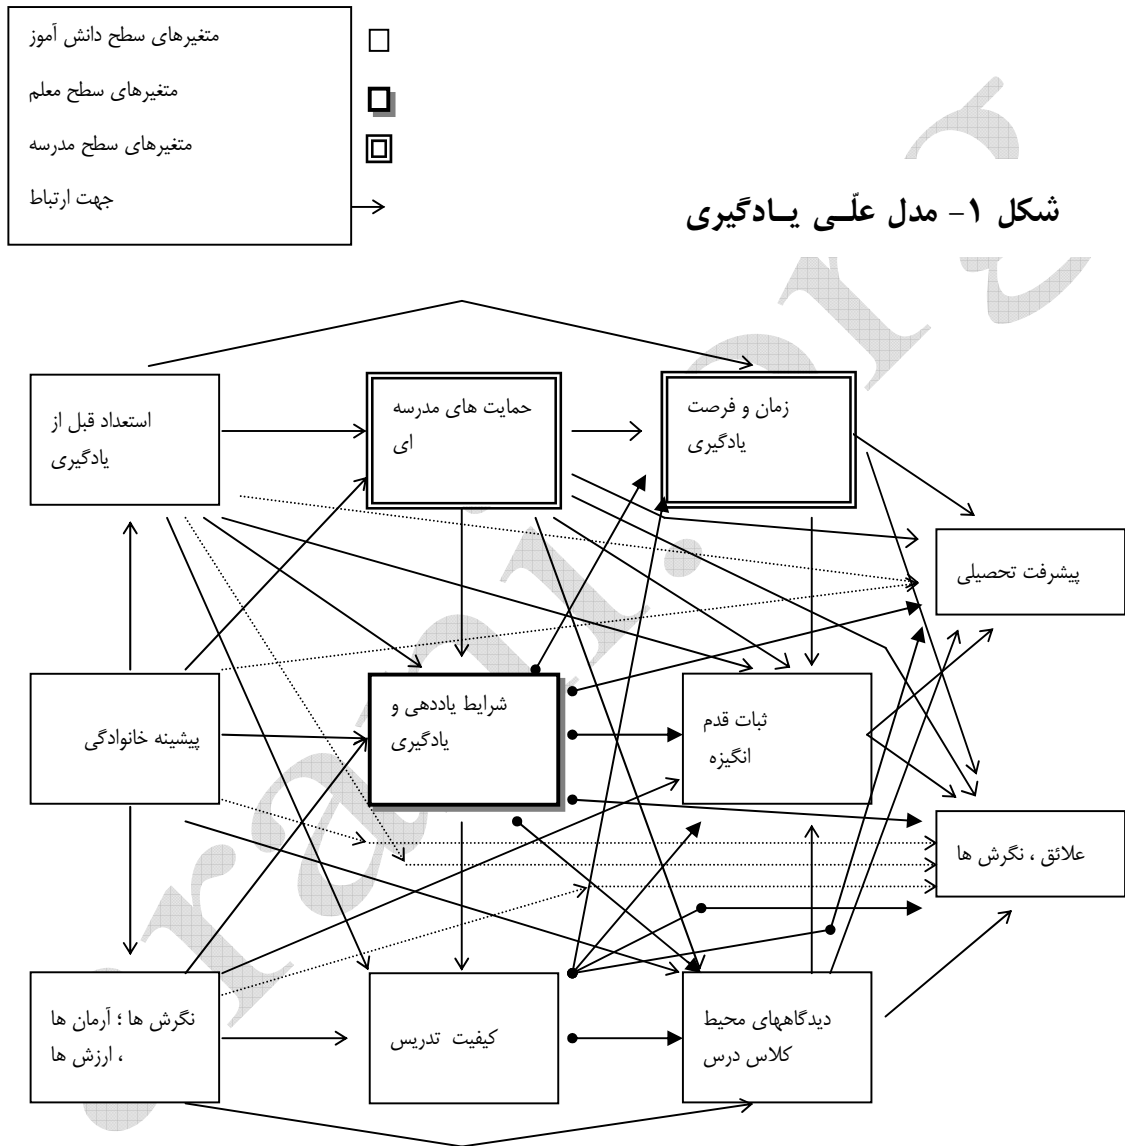 متغیرهای سطح دانش آموز
متغیرهای سطح معلم
متغیرهای سطح مدرسه
جهت ارتباط
شکل ۱- مدل علّـی یـادگیری
استعداد قبل از
یادگیری
حمایت های مدرسه
ای
زمان و فرصت
یادگیری
پیشرفت تحصیلی
پیشینه خانوادگی
شرایط یاددهی و
یادگیری
ثبات قدم
انگیزه
علائق ، نگرش ها
نگرش ها ؛ آرمان ها
، ارزش ها
کیفیت تدریس
دیدگاههای محیط
کلاس درس